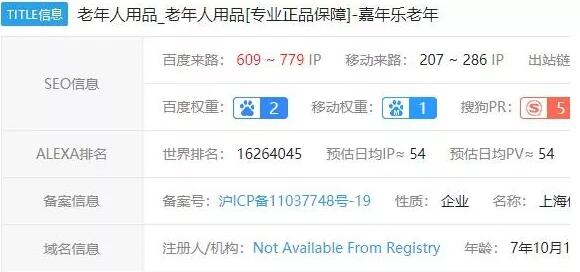 TITLE信息 老年人用品_老年人用品[专业正品保障]-嘉年乐老年
SEO信息
百度来路：609 ~ 779 IP 移动来路：207 ~ 286 IP 出站链
百度权重：2 移动权重：1 搜狗PR：S 5
ALEXA排名 世界排名：16264045 预估日均IP≈ 54 预估日均PV≈ 54
备案信息 备案号：沪ICP备11037748号-19 性质：企业 名称：上海
域名信息 注册人/机构：Not Available From Registry 年龄：7年10月1